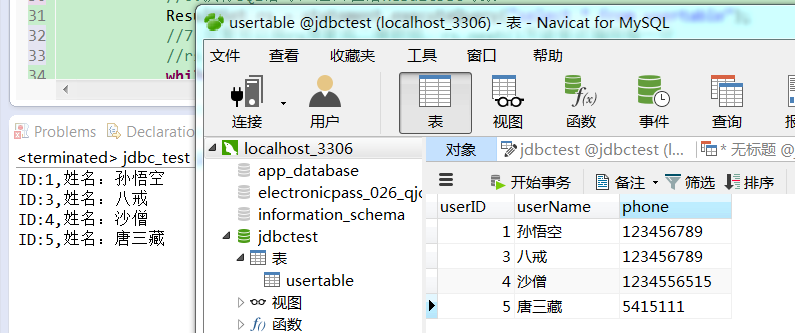 usertable @jdbctest (localhost_3306) - 表 - Navicat for MySQL
31
32 Res
33 //7
34 //r
whil
文件 查看 收藏夹 工具 窗口 帮助
连接 用户 表 视图 函数 事件 查询
Problems Declaration
<terminated> jdbc_test
ID:1,姓名: 孙悟空
ID:3,姓名: 八戒
ID:4,姓名: 沙僧
ID:5,姓名: 唐三藏
localhost_3306
app_database
electronicpass_026_qjc
information_schema
jdbctest
表
usertable
视图
函数
对象 jdbctest @jdbctest (l... * 无标题 @
开始事务 备注 筛选 排序
userID userName phone
1 孙悟空 123456789
3 八戒 123456789
4 沙僧 1234556515
5 唐三藏 5415111